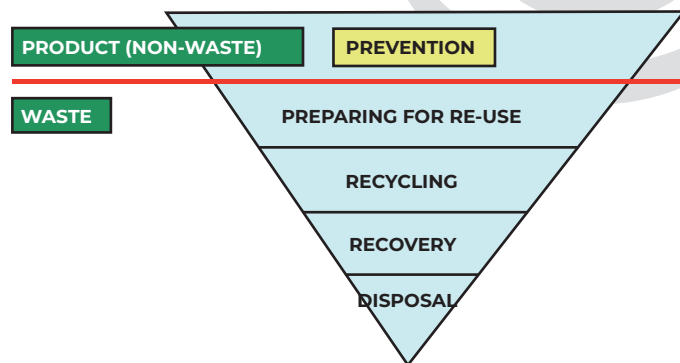 PRODUCT (NON-WASTE)
PREVENTION
WASTE
PREPARING FOR RE-USE
RECYCLING
RECOVERY
DISPOSAL